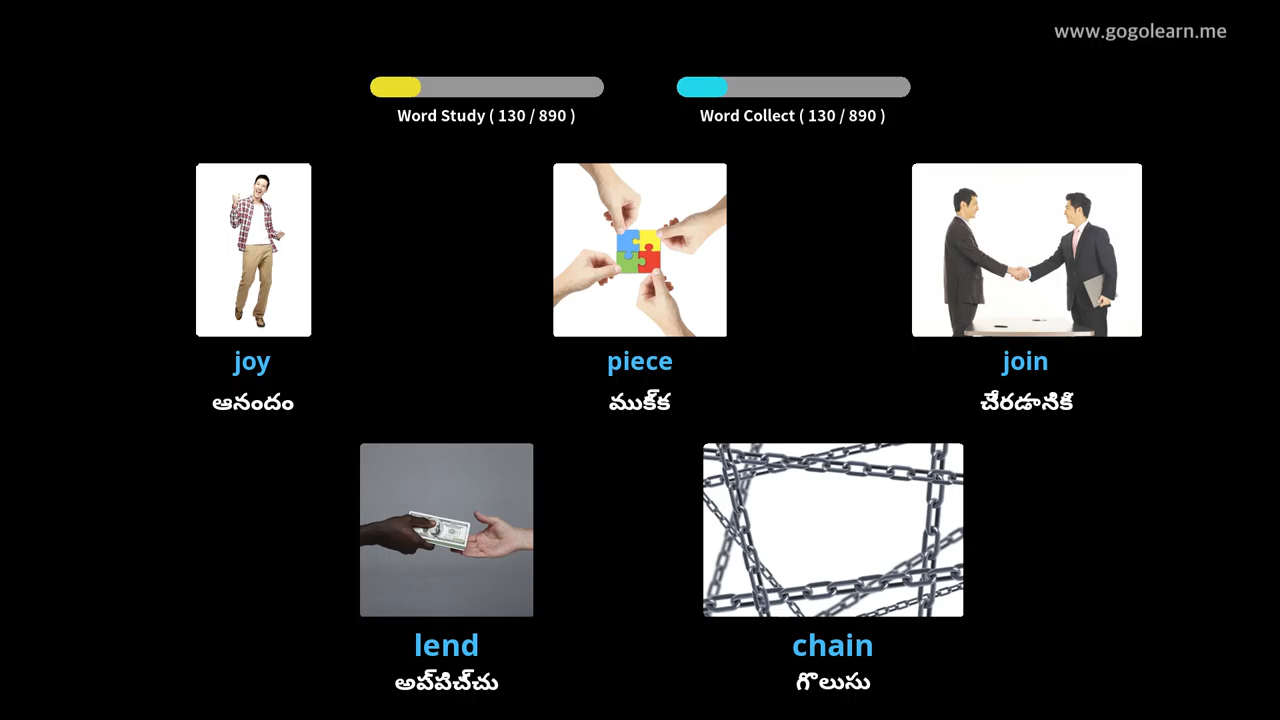 www.gogolearn.me
Word Study ( 130 / 890 )
Word Collect ( 130 / 890 )
joy
ఆనందం
piece
ముక్క
join
చేరడానికి
lend
అప్పిచ్చు
chain
గొలుసు